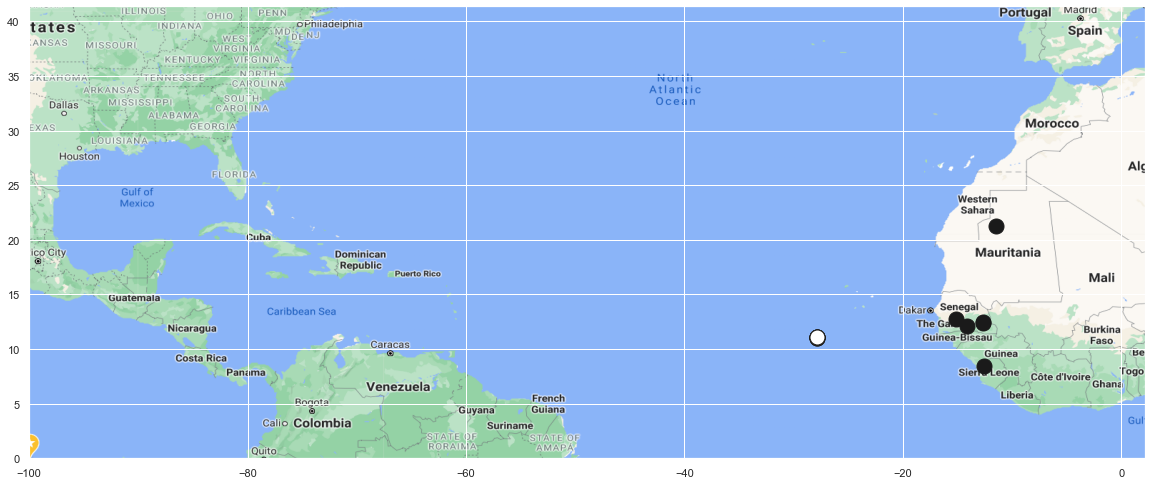 ILLINOIS
OHIO
PENN
Philadelphia
Portugal
Madrid
tates
INDIANA
MD
DE
NJ
Spain
ANSAS
MISSOURI
WEST
VIRGINIA
KENTUCKY
VIRGINIA
OKLAHOMA
TENNESSEE
NORTH
CAROLINA
North
Atlantic
Ocean
ARKANSAS
MISSISSIPPI
SOUTH
CAROLINA
Dallas
ALABAMA
GEORGIA
Morocco
EXAS
LOUISIANA
Houston
Alg
FLORIDA
Gulf of
Mexico
Western
Sahara
Cuba
ico City
Dominican
Republic
Puerto Rico
Mauritania
Mali
Guatemala
Caribbean Sea
Dakar
Senegal
The Ga
Nicaragua
Guinea-Bissau
Burkina
Faso
Caracas
Costa Rica
Panama
Guinea
Be
Sierra Leone
Côte d'Ivoire
Togo
Ghana
Liberia
Venezuela
Bogota
Colombia
Cali
Guyana
French
Guiana
Suriname
STATE OF
RORAIMA
STATE OF
AMAPA
Gulf
Quito
40
35
30
25
20
15
10
5
0
−100
−80
−60
−40
−20
0